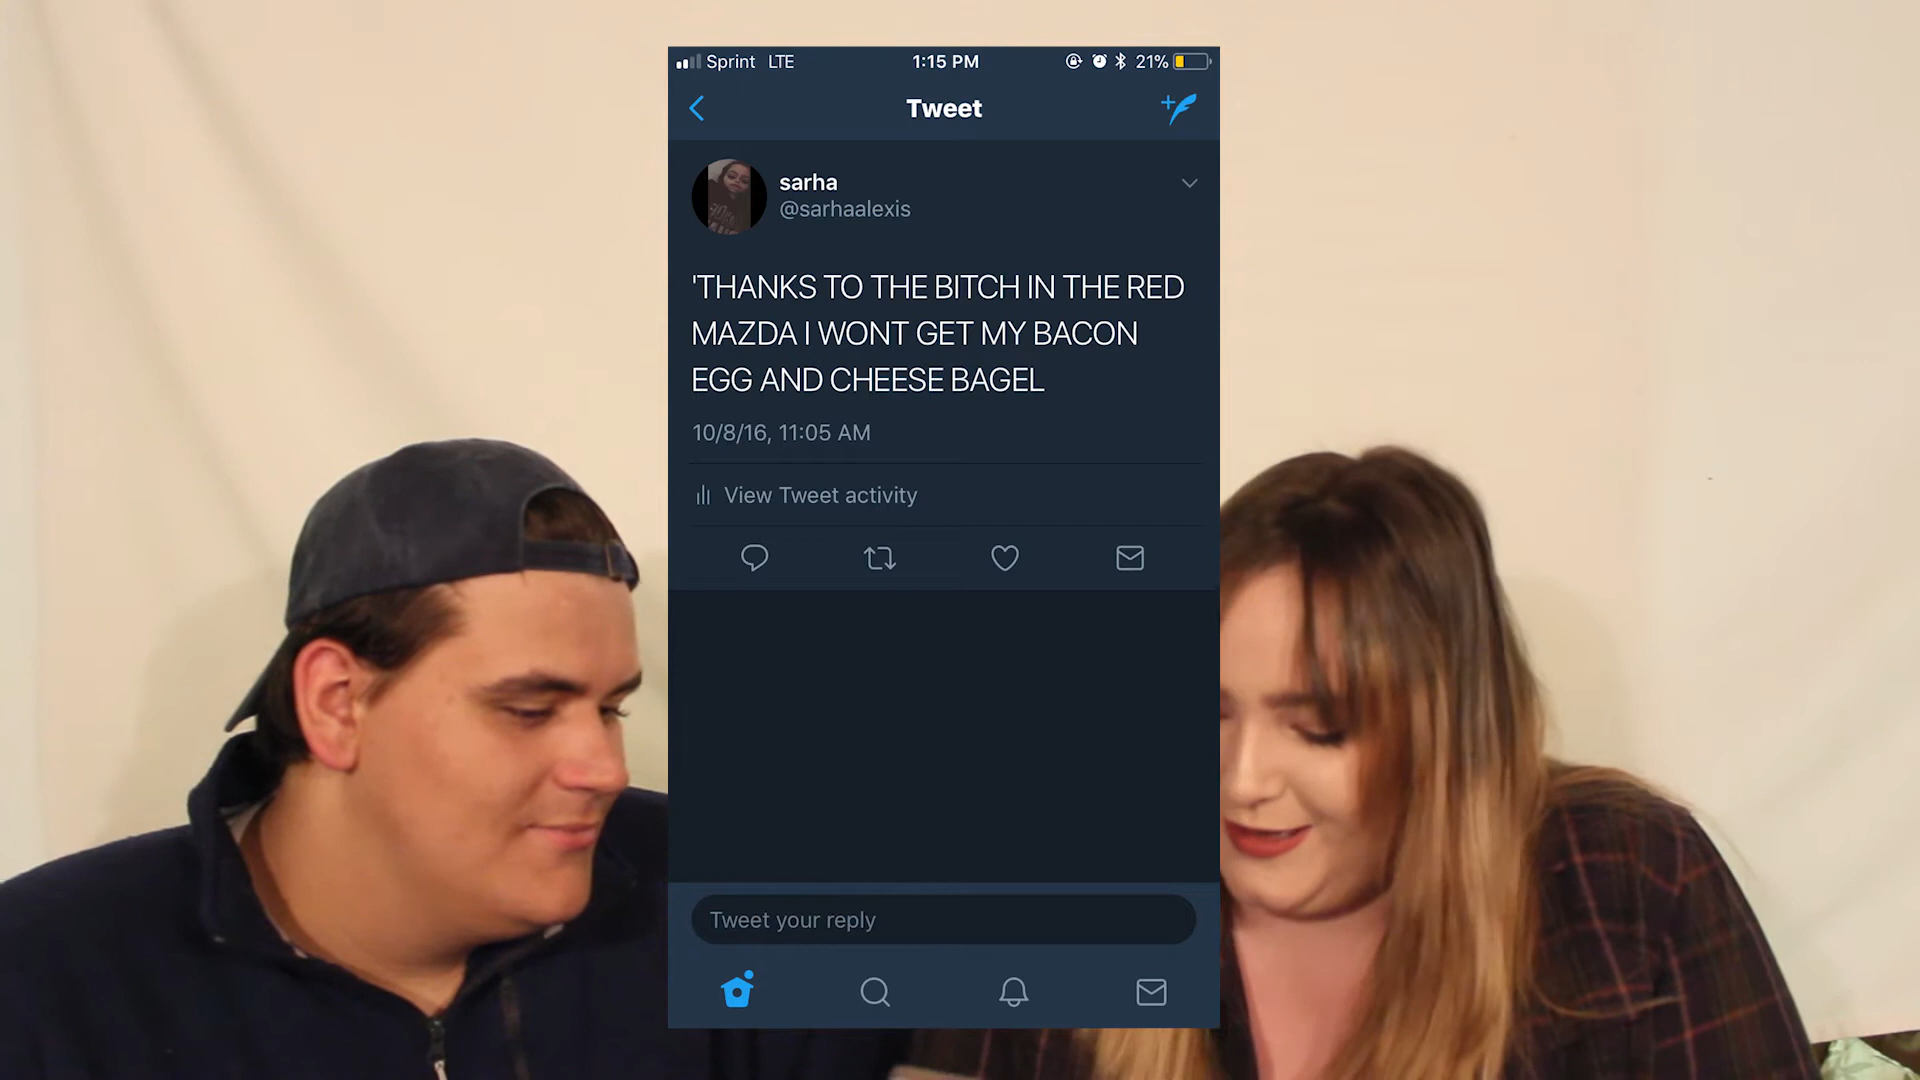 Sprint LTE 1:15 PM 21%
Tweet
sarha
@sarhaalexis
'THANKS TO THE BITCH IN THE RED
MAZDA I WONT GET MY BACON
EGG AND CHEESE BAGEL
10/8/16, 11:05 AM
View Tweet activity
Tweet your reply